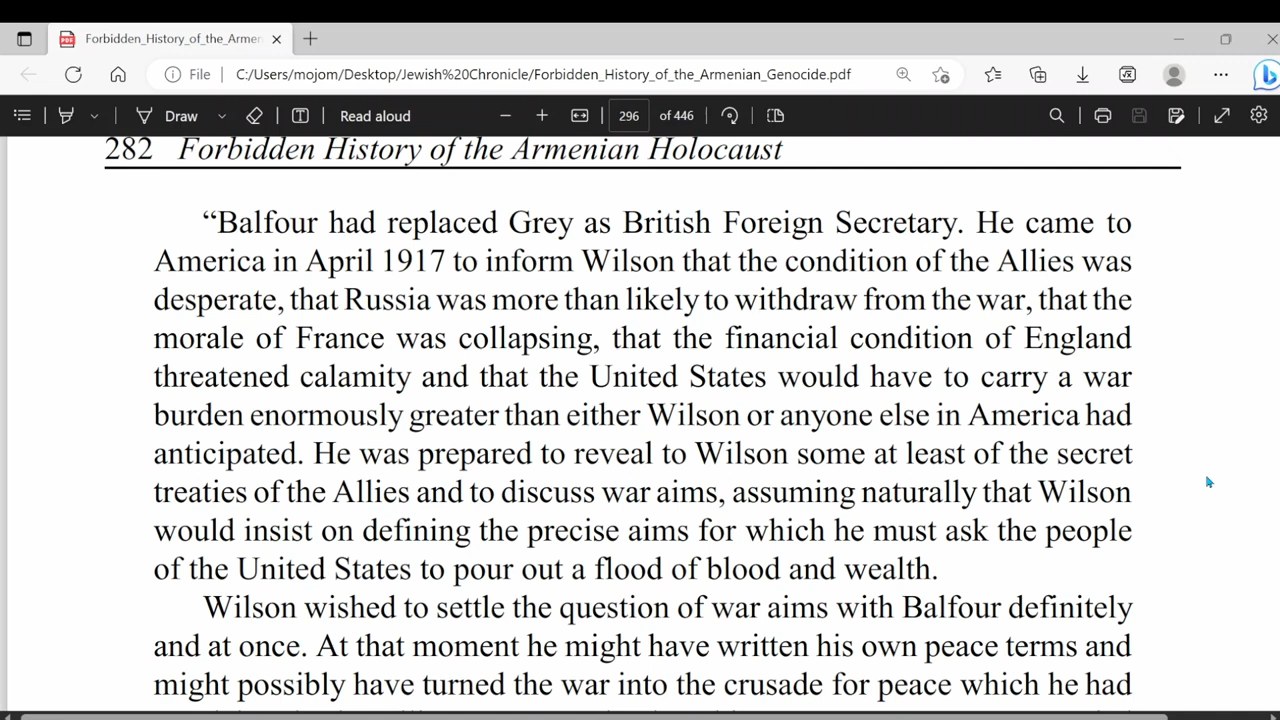 Forbidden_History_of_the_Armen
File C:/Users/mojom/Desktop/Jewish%20Chronicle/Forbidden_History_of_the_Armenian_Genocide.pdf
Draw Read aloud 296 of 446
282 Forbidden History of the Armenian Holocaust
“Balfour had replaced Grey as British Foreign Secretary. He came to
America in April 1917 to inform Wilson that the condition of the Allies was
desperate, that Russia was more than likely to withdraw from the war, that the
morale of France was collapsing, that the financial condition of England
threatened calamity and that the United States would have to carry a war
burden enormously greater than either Wilson or anyone else in America had
anticipated. He was prepared to reveal to Wilson some at least of the secret
treaties of the Allies and to discuss war aims, assuming naturally that Wilson
would insist on defining the precise aims for which he must ask the people
of the United States to pour out a flood of blood and wealth.
Wilson wished to settle the question of war aims with Balfour definitely
and at once. At that moment he might have written his own peace terms and
might possibly have turned the war into the crusade for peace which he had